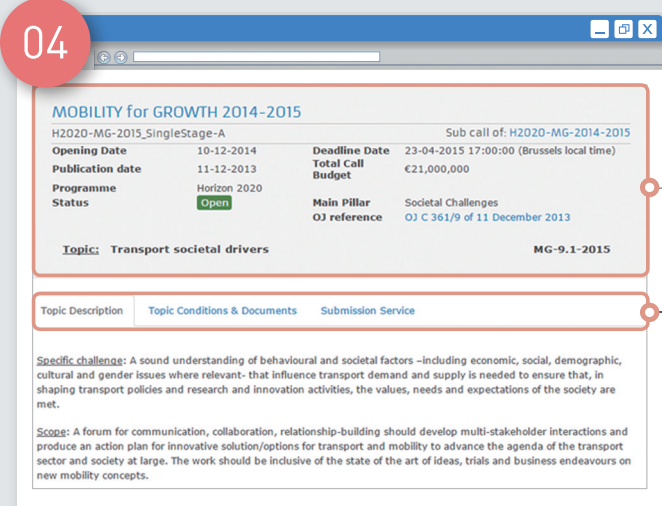 04
MOBILITY for GROWTH 2014-2015
H2020-MG-2015_SingleStage-A Sub call of: H2020-MG-2014-2015
Opening Date 10-12-2014 Deadline Date 23-04-2015 17:00:00 (Brussels local time)
Publication date 11-12-2013 Total Call Budget €21,000,000
Programme Horizon 2020
Status Open Main Pillar Societal Challenges
OJ reference OJ C 361/9 of 11 December 2013
Topic: Transport societal drivers MG-9.1-2015
Topic Description Topic Conditions & Documents Submission Service
Specific challenge: A sound understanding of behavioural and societal factors –including economic, social, demographic,
cultural and gender issues where relevant- that influence transport demand and supply is needed to ensure that, in
shaping transport policies and research and innovation activities, the values, needs and expectations of the society are
met.
Scope: A forum for communication, collaboration, relationship-building should develop multi-stakeholder interactions and
produce an action plan for innovative solution/options for transport and mobility to advance the agenda of the transport
sector and society at large. The work should be inclusive of the state of the art of ideas, trials and business endeavours on
new mobility concepts.